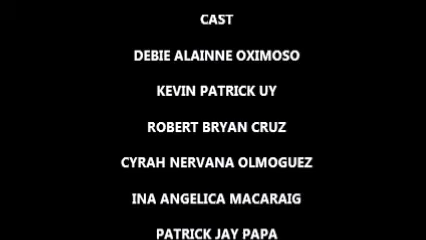 CAST
DEBIE ALAINNE OXIMOSO
KEVIN PATRICK UY
ROBERT BRYAN CRUZ
CYRAH NERVANA OLMOGUEZ
INA ANGELICA MACARAIG
PATRICK JAY PAPA